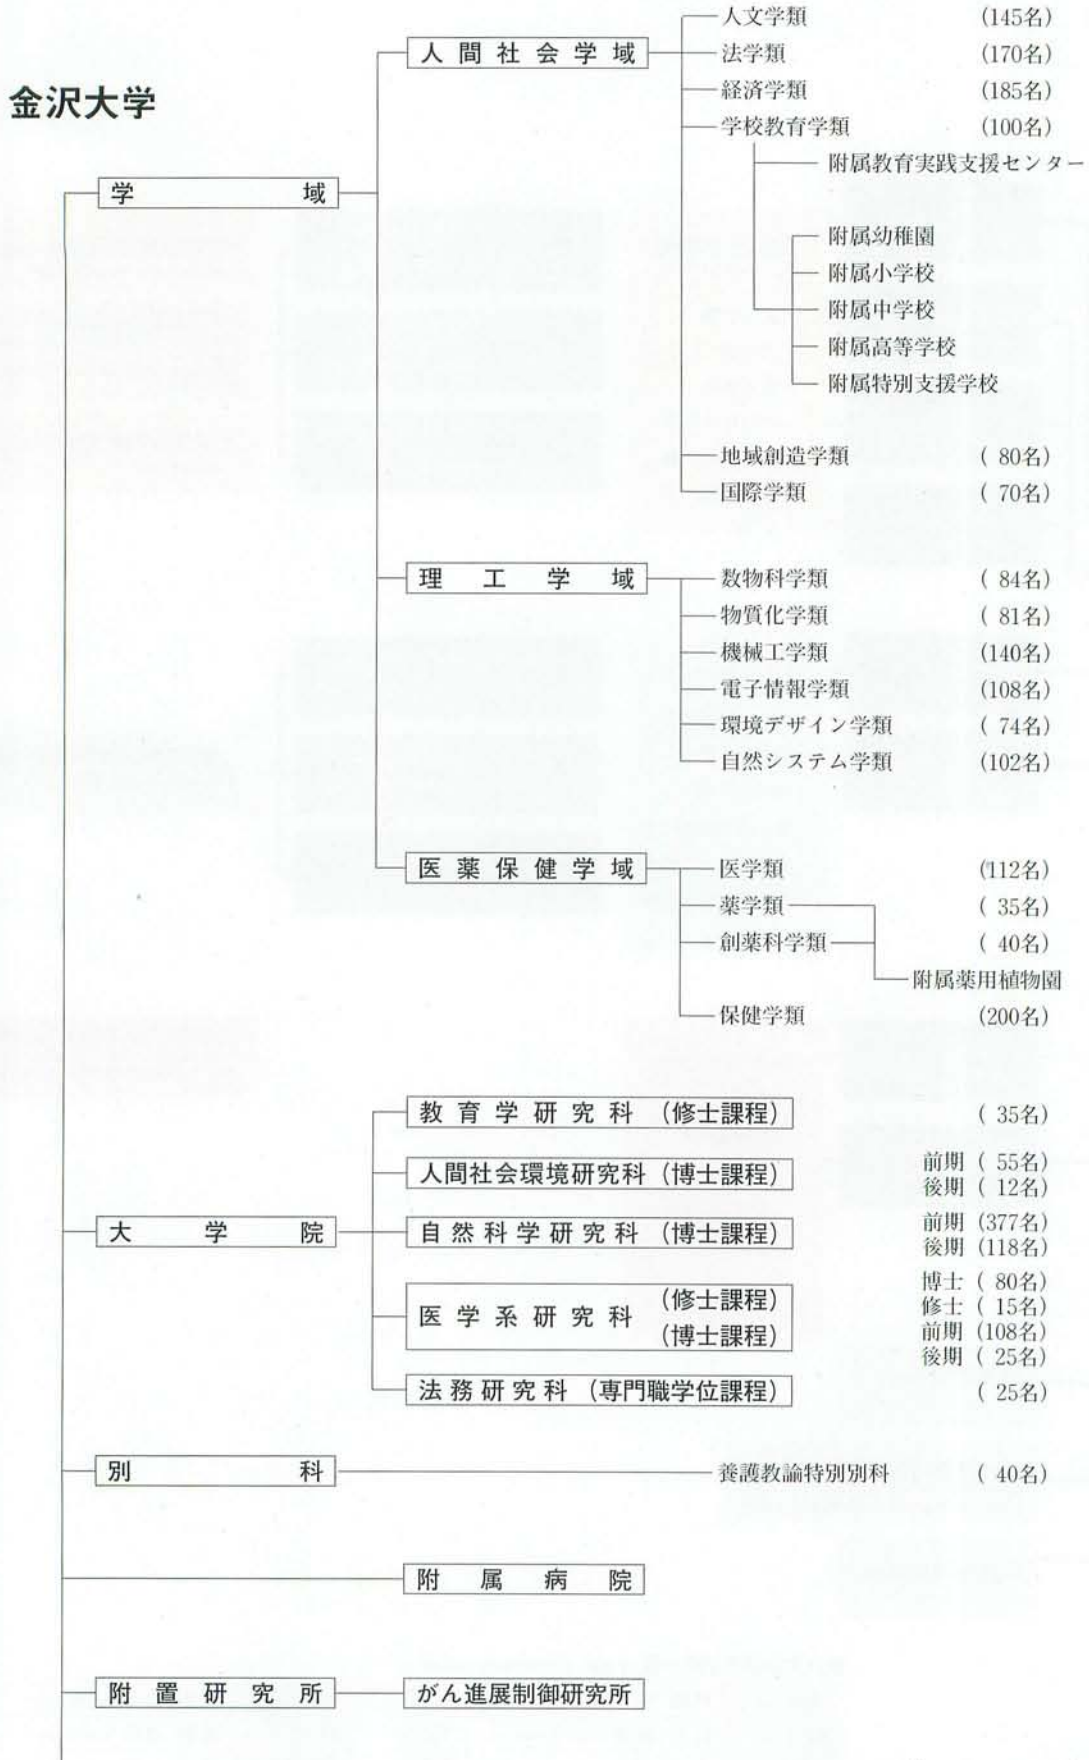 金沢大学
学域
人間社会学域
人文学類 (145名)
法学類 (170名)
経済学類 (185名)
学校教育学類 (100名)
附属教育実践支援センター
附属幼稚園
附属小学校
附属中学校
附属高等学校
附属特別支援学校
地域創造学類 ( 80名)
国際学類 ( 70名)
理工学域
数物科学類 ( 84名)
物質化学類 ( 81名)
機械工学類 (140名)
電子情報学類 (108名)
環境デザイン学類 ( 74名)
自然システム学類 (102名)
医薬保健学域
医学類 (112名)
薬学類 ( 35名)
創薬科学類 ( 40名)
附属薬用植物園
保健学類 (200名)
大学院
教育学研究科 (修士課程) ( 35名)
人間社会環境研究科 (博士課程) 前期 ( 55名)
後期 ( 12名)
自然科学研究科 (博士課程) 前期 (377名)
後期 (118名)
医学系研究科 (修士課程)
(博士課程)
博士 ( 80名)
修士 ( 15名)
前期 (108名)
後期 ( 25名)
法務研究科 (専門職学位課程) ( 25名)
別科
養護教諭特別別科 ( 40名)
附属病院
附置研究所
がん進展制御研究所